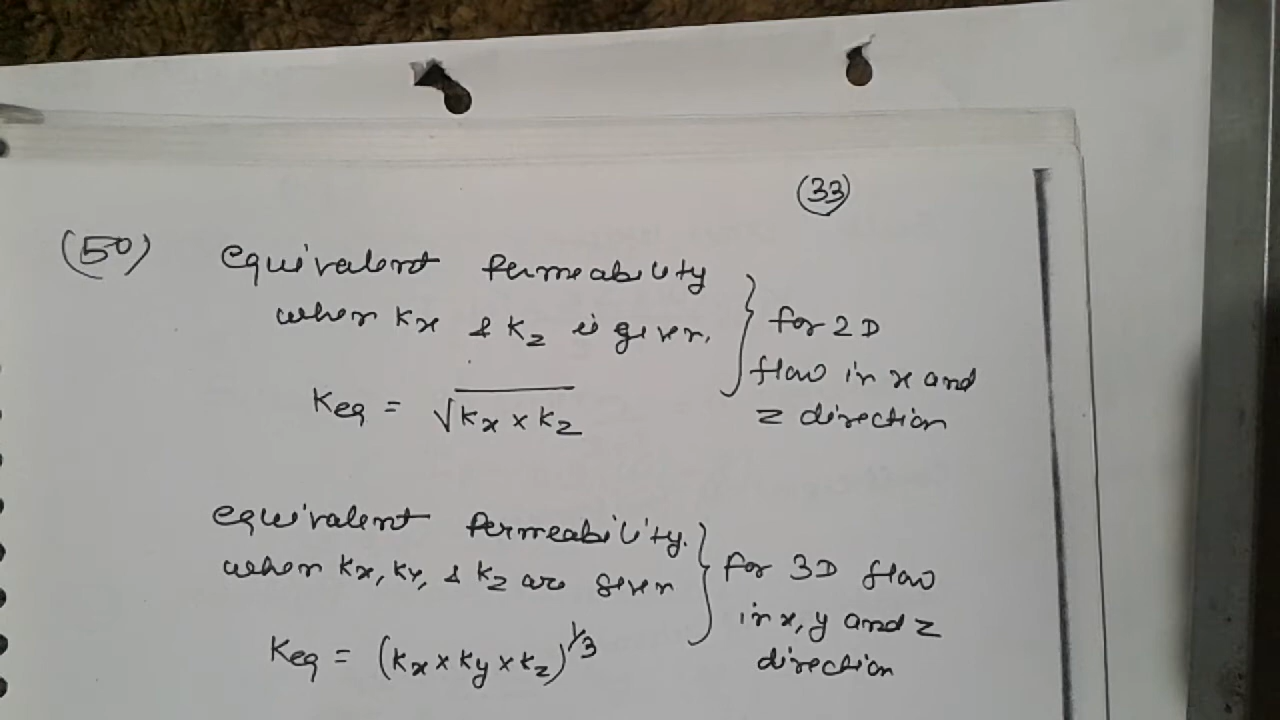 (33)
(50) equivalent permeability
when Kx & Kz is given,
} for 2D
flow in x and
z direction
Keq = √Kx × Kz
equivalent permeability.
when Kx, Ky, & Kz are given
} for 3D flow
in x, y and z
direction
Keq = (Kx × Ky × Kz)^1/3